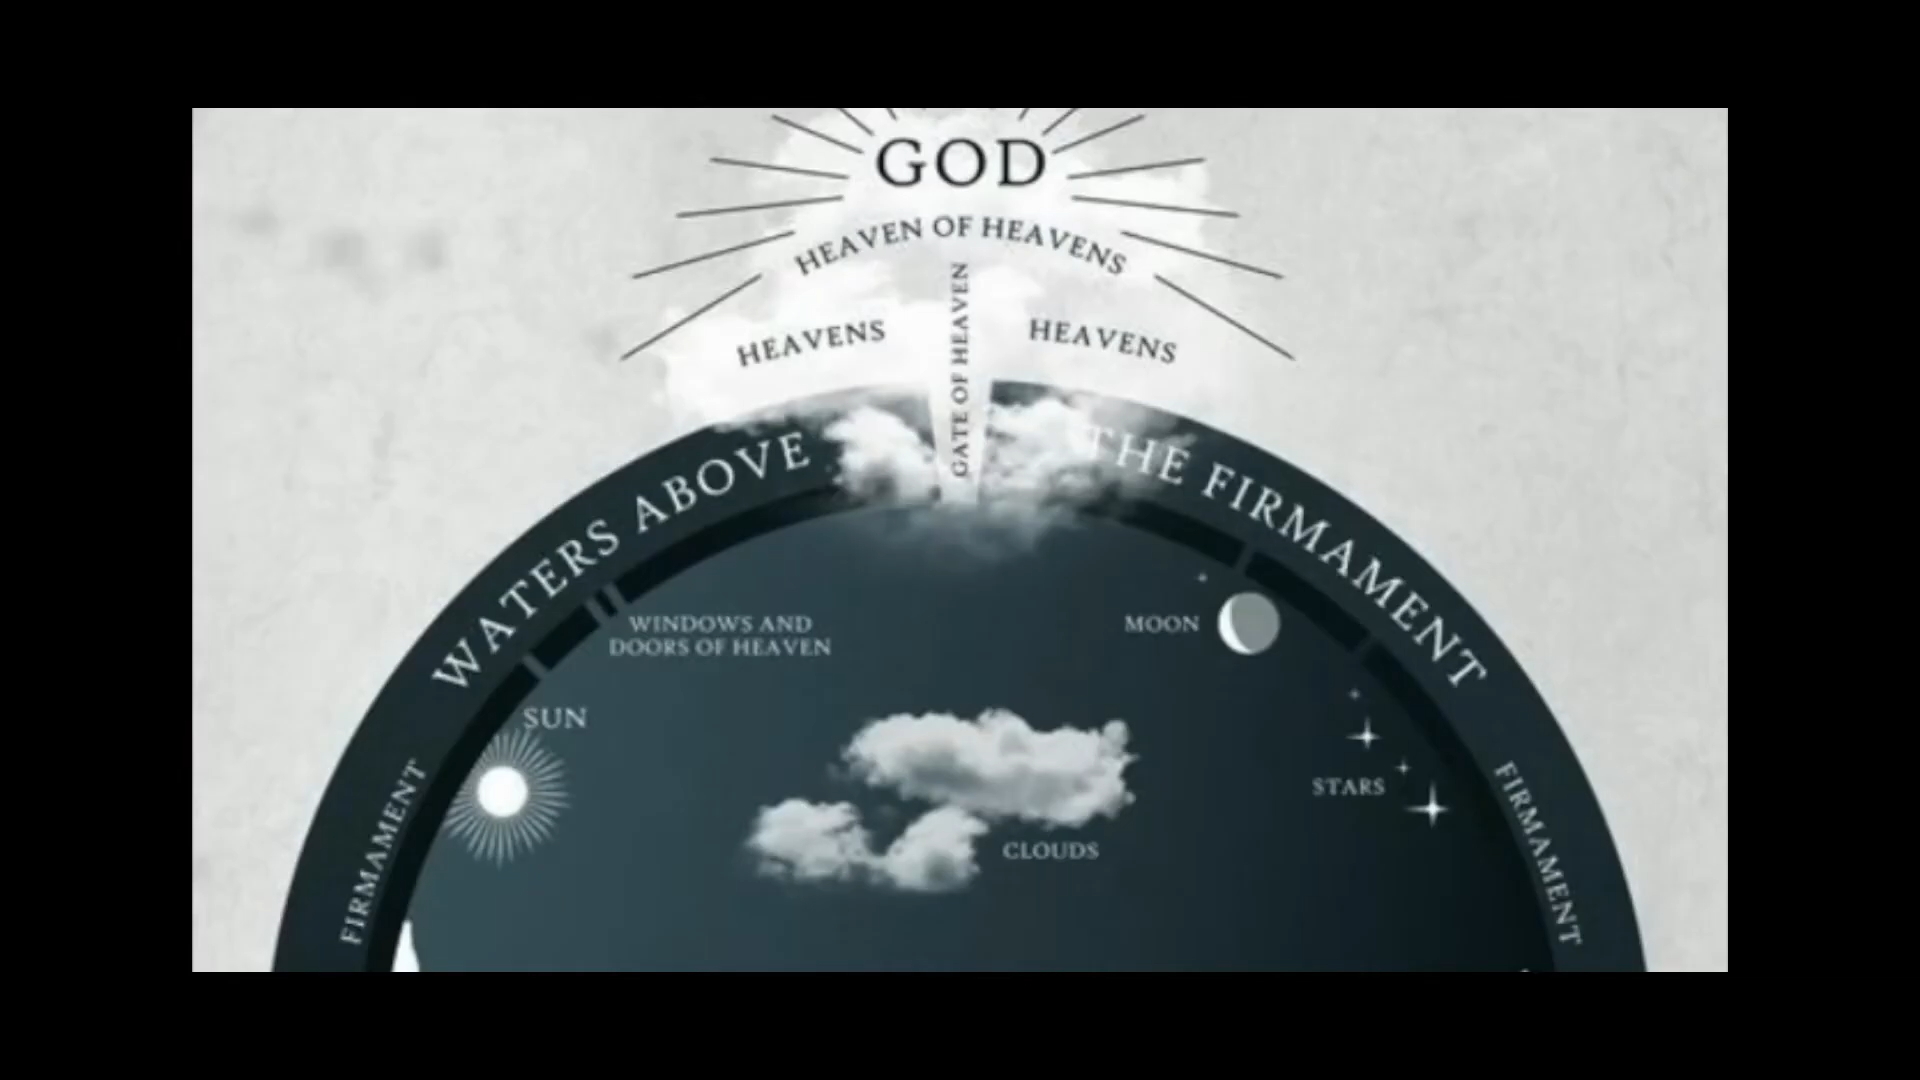 GOD
HEAVEN OF HEAVENS
GATE OF HEAVEN
HEAVENS
HEAVENS
WATERS ABOVE
THE FIRMAMENT
WINDOWS AND
DOORS OF HEAVEN
MOON
SUN
STARS
FIRMAMENT
FIRMAMENT
CLOUDS